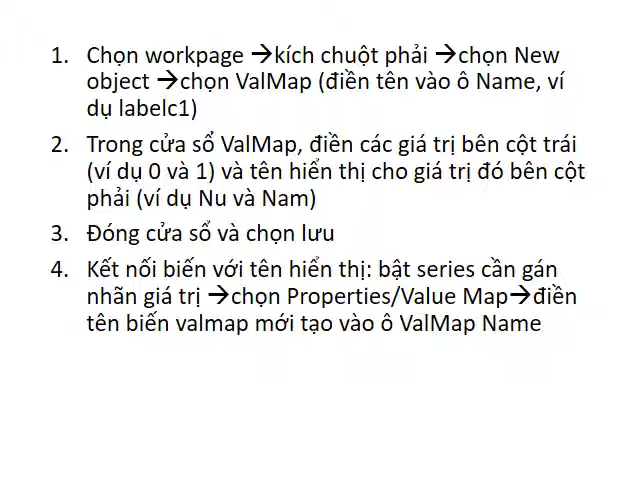 1. Chọn workpage →kích chuột phải →chọn New
object →chọn ValMap (điền tên vào ô Name, ví
dụ labelc1)
2. Trong cửa sổ ValMap, điền các giá trị bên cột trái
(ví dụ 0 và 1) và tên hiển thị cho giá trị đó bên cột
phải (ví dụ Nu và Nam)
3. Đóng cửa sổ và chọn lưu
4. Kết nối biến với tên hiển thị: bật series cần gán
nhãn giá trị →chọn Properties/Value Map→điền
tên biến valmap mới tạo vào ô ValMap Name